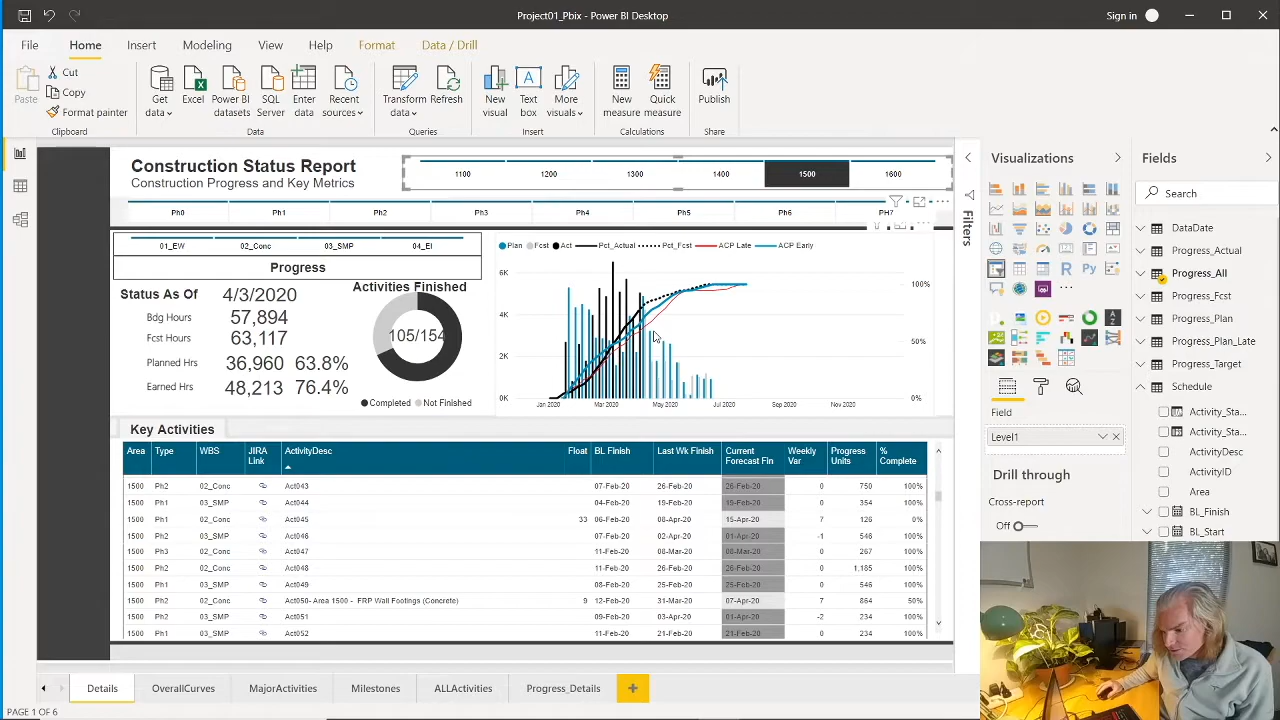 Project01_Pbix - Power BI Desktop
Sign in
File Home Insert Modeling View Help Format Data / Drill
Paste
Cut
Copy
Format painter
Get data
Excel
Power BI datasets
SQL Server
Enter data
Recent sources
Transform data
Refresh
New visual
Text box
More visuals
New measure
Quick measure
Publish
Clipboard Data Queries Insert Calculations Share
Construction Status Report
Construction Progress and Key Metrics
1100 1200 1300 1400 1500 1600
Ph0 Ph1 Ph2 Ph3 Ph4 Ph5 Ph6 PH7
01_EW 02_Conc 03_SMP 04_EI
Progress
Status As Of 4/3/2020
Bdg Hours 57,894
Fcst Hours 63,117
Planned Hrs 36,960 63.8%
Earned Hrs 48,213 76.4%
Activities Finished
105/154
Completed Not Finished
Plan Fcst Act Pct_Actual Pct_Fcst ACP Late ACP Early
6K
4K
2K
0K
100%
50%
0%
Jan 2020 Mar 2020 May 2020 Jul 2020 Sep 2020 Nov 2020
Key Activities
Area Type WBS JIRA Link ActivityDesc Float BL Finish Last Wk Finish Current Forecast Fin Weekly Var Progress Units % Complete
1500 Ph2 02_Conc Act043 07-Feb-20 26-Feb-20 26-Feb-20 0 750 100%
1500 Ph1 03_SMP Act044 09-Feb-20 19-Feb-20 19-Feb-20 0 354 100%
1500 Ph1 02_Conc Act045 33 06-Feb-20 08-Apr-20 15-Apr-20 7 126 0%
1500 Ph2 03_SMP Act046 07-Feb-20 02-Apr-20 01-Apr-20 -1 546 100%
1500 Ph3 02_Conc Act047 11-Feb-20 08-Mar-20 08-Mar-20 0 267 100%
1500 Ph1 02_Conc Act048 11-Feb-20 26-Feb-20 26-Feb-20 0 1,185 100%
1500 Ph1 03_SMP Act049 08-Feb-20 25-Feb-20 25-Feb-20 0 546 100%
1500 Ph2 02_Conc Act050- Area 1500 - FRP Wall Footings (Concrete) 9 12-Feb-20 31-Mar-20 07-Apr-20 7 864 50%
1500 Ph2 03_SMP Act051 09-Feb-20 03-Apr-20 01-Apr-20 -2 234 100%
1500 Ph1 03_SMP Act052 11-Feb-20 21-Feb-20 21-Feb-20 0 234 100%
Details OverallCurves MajorActivities Milestones ALLActivities Progress_Details
PAGE 1 OF 6
Filters
Visualizations
R Py
Field
Level1
Drill through
Cross-report
Off
Fields
Search
DataDate
Progress_Actual
Progress_All
Progress_Fcst
Progress_Plan
Progress_Plan_Late
Progress_Target
Schedule
Activity_Sta...
Activity_Sta...
ActivityDesc
ActivityID
Area
BL_Finish
BL_Start